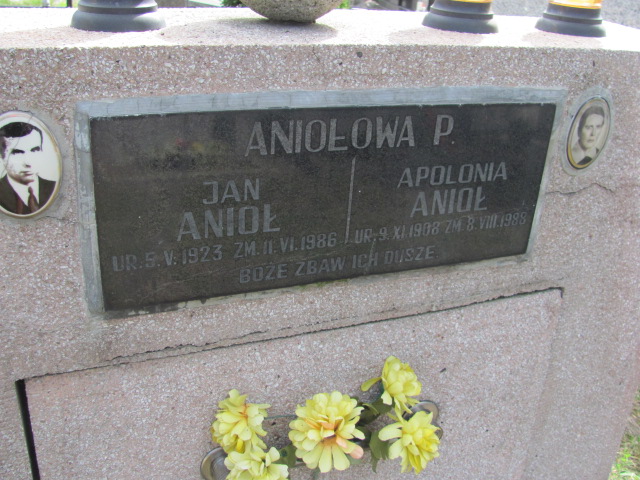 ANIOŁOWA P.
JAN
ANIOŁ
UR. 5.V.1923 ZM. 11.VI.1986
APOLONIA
ANIOŁ
UR. 9.XI.1908 ZM. 8.VIII.1988
BOŻE ZBAW ICH DUSZE